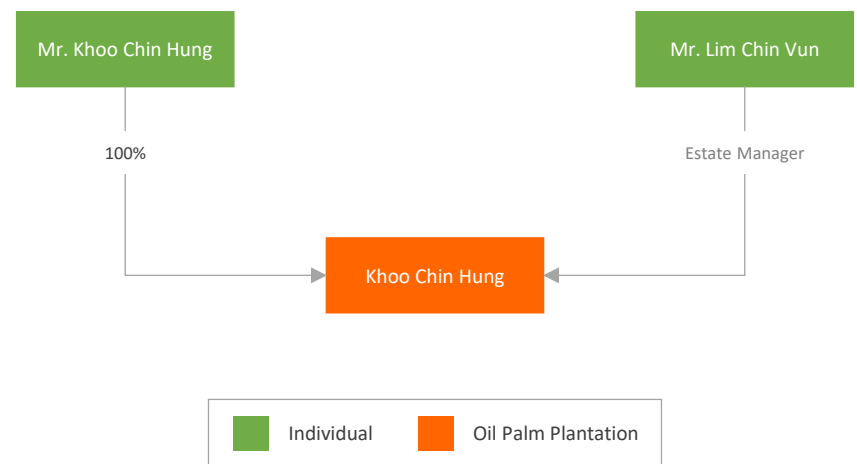 Mr. Khoo Chin Hung
Mr. Lim Chin Vun
100%
Estate Manager
Khoo Chin Hung
Individual
Oil Palm Plantation